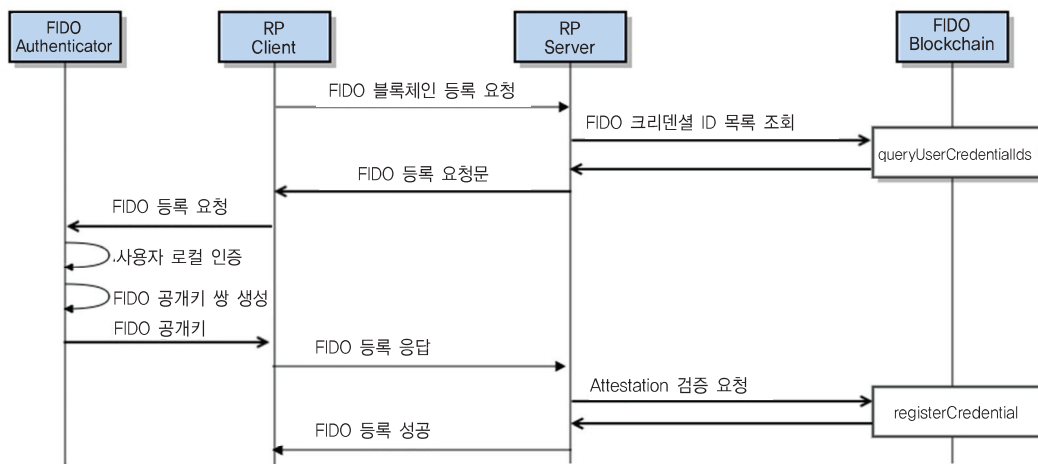 FIDO
Authenticator
RP
Client
RP
Server
FIDO
Blockchain
FIDO 블록체인 등록 요청
FIDO 크리덴셜 ID 목록 조회
queryUserCredentialIds
FIDO 등록 요청문
FIDO 등록 요청
사용자 로컬 인증
FIDO 공개키 쌍 생성
FIDO 공개키
FIDO 등록 응답
Attestation 검증 요청
registerCredential
FIDO 등록 성공